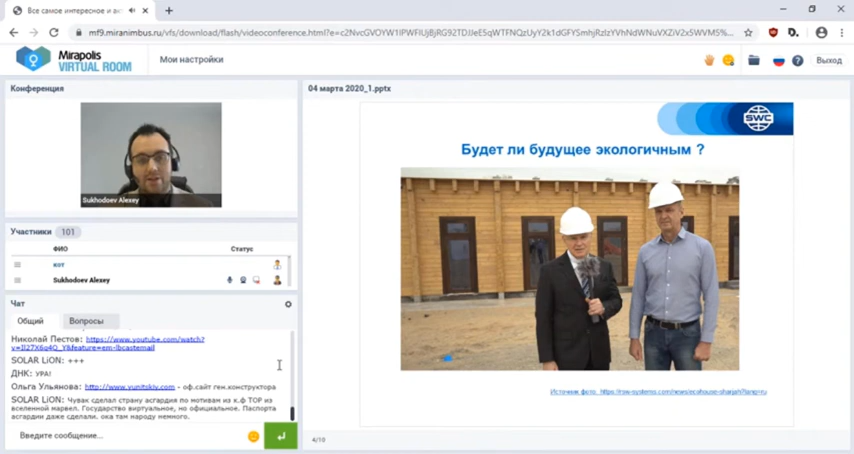 Все самое интересное и ак
mf9.miranimbus.ru/vfs/download/flash/videoconference.html?
Mirapolis
VIRTUAL ROOM
Мои настройки
Выход
Конференция
Sukhodoev Alexey
Участники 101
ФИО
Статус
кот
Sukhodoev Alexey
Чат
Общий
Вопросы
Николай Пестов: https://www.youtube.com/watch?
SOLAR LiON: +++
ДНК: УРА!
Ольга Ульянова: http://www.yunitskiy.com - оф.сайт ген.конструктора
SOLAR LiON: Чувак сделал страну асгардия по мотивам из к.ф ТОР из
вселенной марвел. Государство виртуальное, но официальное. Паспорта
асгардии даже сделали. ока там народу немного.
Введите сообщение...
04 марта 2020_1.pptx
SWC
Будет ли будущее экологичным ?
Источник фото
4/10